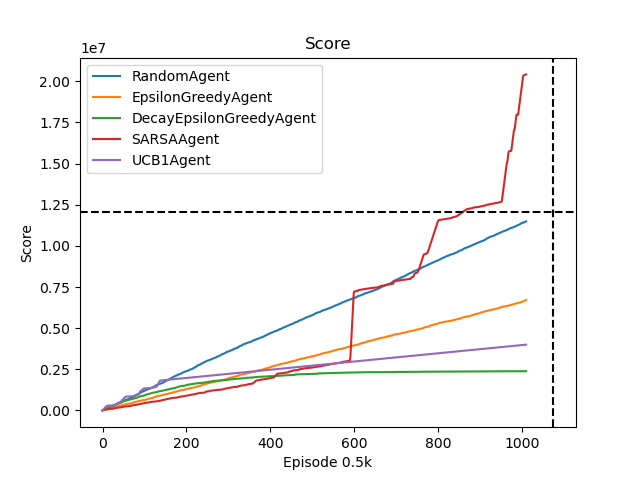 Score
1e7
RandomAgent
EpsilonGreedyAgent
DecayEpsilonGreedyAgent
SARSAAgent
UCB1Agent
2.00
1.75
1.50
1.25
1.00
0.75
0.50
0.25
0.00
Score
0 200 400 600 800 1000
Episode 0.5k